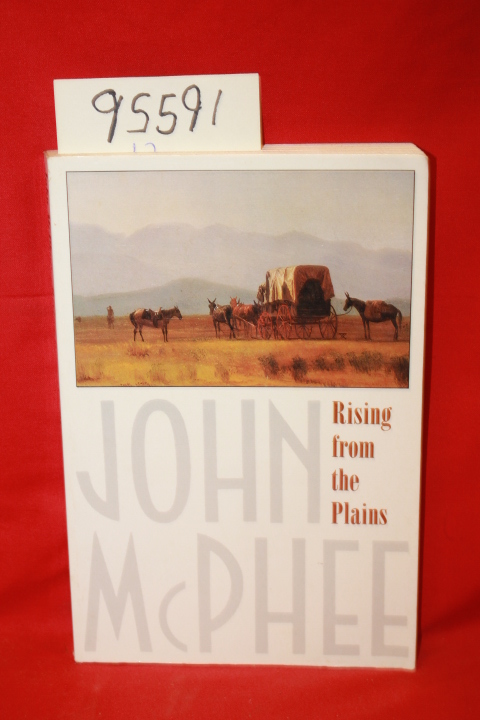 95591
Rising
from
the
Plains
JOHN
McPHEE